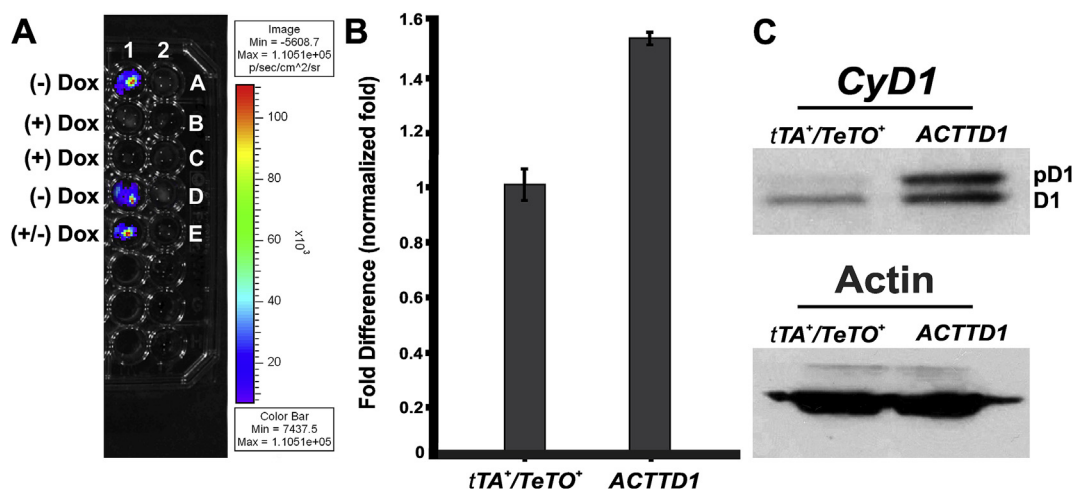 A
1 2
(-) Dox A
(+) Dox B
(+) Dox C
(-) Dox D
(+/-) Dox E
Image
Min = -5608.7
Max = 1.1051e+05
p/sec/cm^2/sr
100
80
60
x10³
40
20
Color Bar
Min = 7437.5
Max = 1.1051e+05
B
Fold Difference (normaalized fold)
1.6
1.4
1.2
1
0.8
0.6
0.4
0.2
0
tTA⁺/TeTO⁺ ACTTD1
C
CyD1
tTA⁺/TeTO⁺ ACTTD1
pD1
D1
Actin
tTA⁺/TeTO⁺ ACTTD1